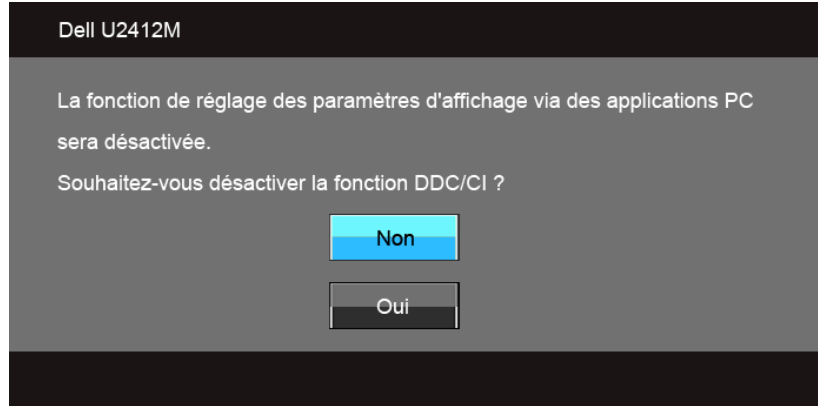 Dell U2412M
La fonction de réglage des paramètres d'affichage via des applications PC
sera désactivée.
Souhaitez-vous désactiver la fonction DDC/CI ?
Non
Oui